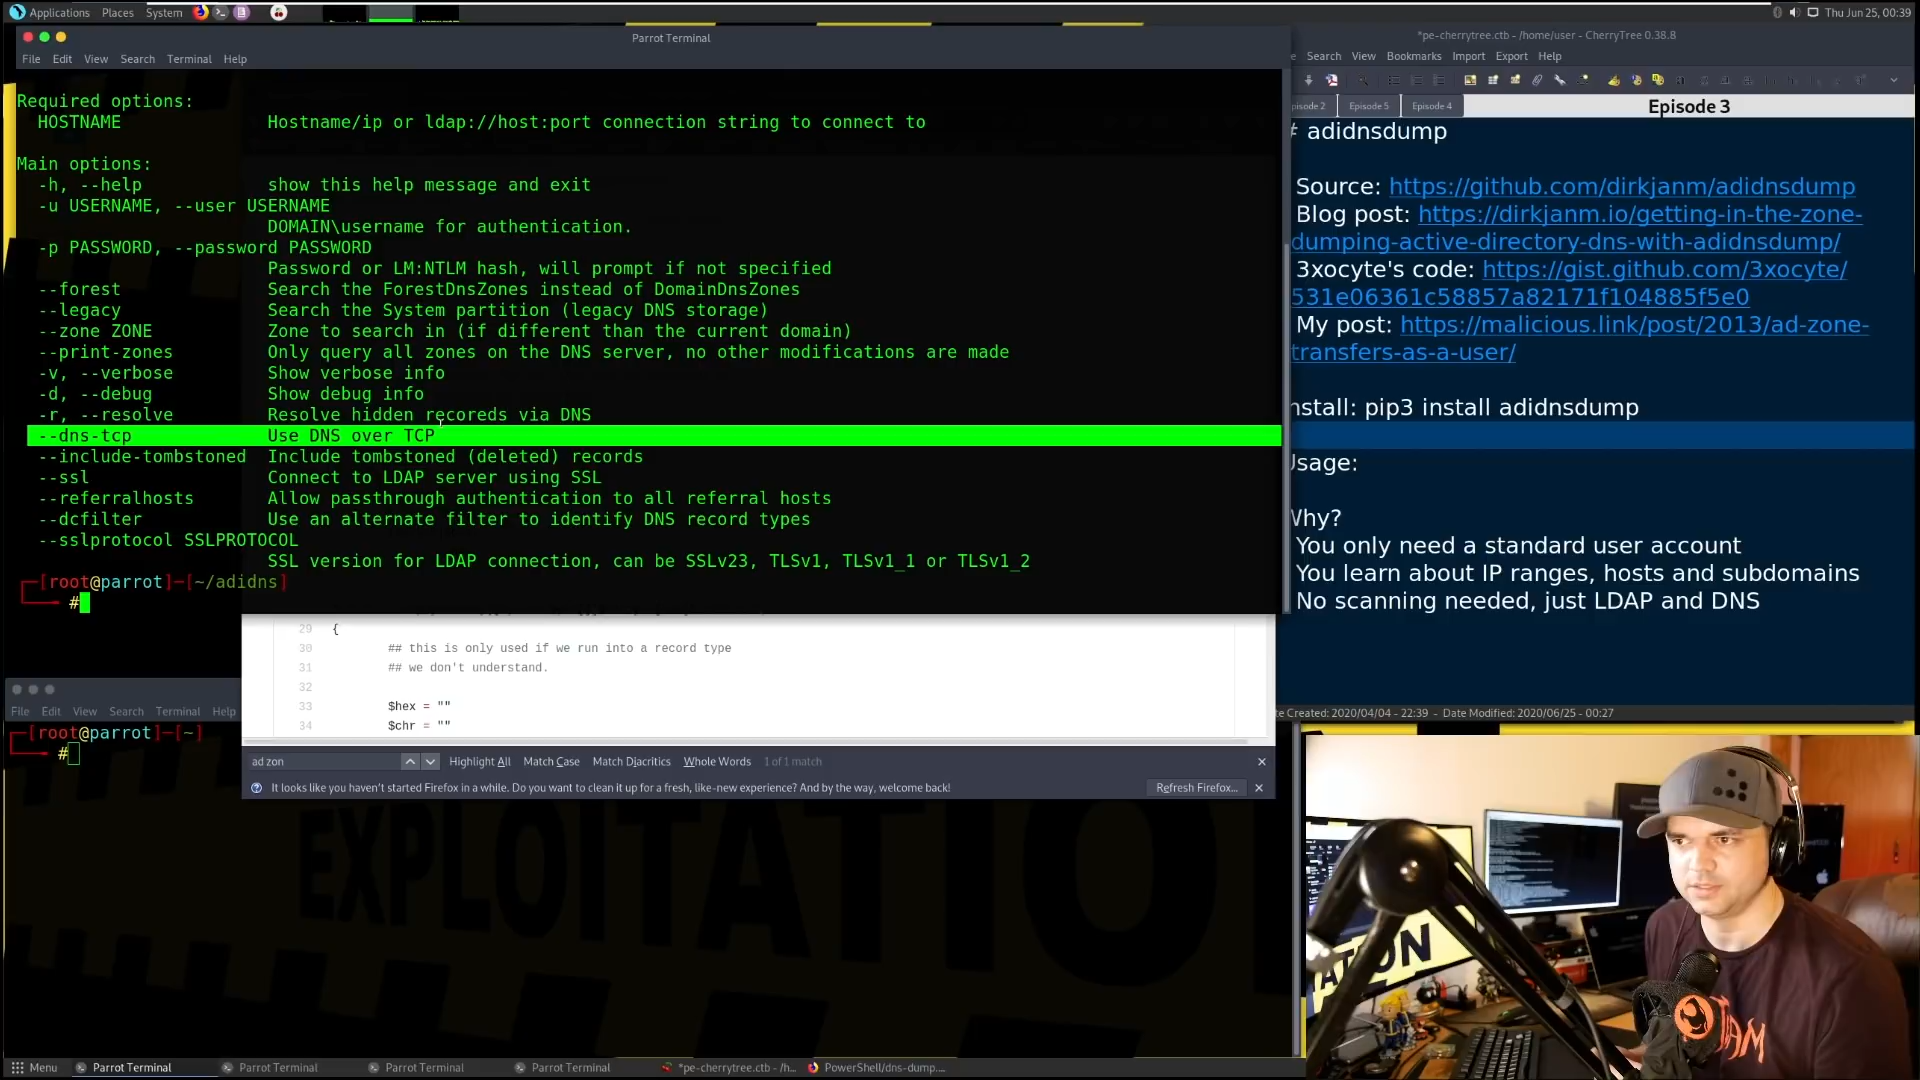 Applications Places System Thu Jun 25, 00:39
Parrot Terminal
File Edit View Search Terminal Help
Required options:
HOSTNAME Hostname/ip or ldap://host:port connection string to connect to
Main options:
-h, --help show this help message and exit
-u USERNAME, --user USERNAME
DOMAIN\username for authentication.
-p PASSWORD, --password PASSWORD
Password or LM:NTLM hash, will prompt if not specified
--forest Search the ForestDnsZones instead of DomainDnsZones
--legacy Search the System partition (legacy DNS storage)
--zone ZONE Zone to search in (if different than the current domain)
--print-zones Only query all zones on the DNS server, no other modifications are made
-v, --verbose Show verbose info
-d, --debug Show debug info
-r, --resolve Resolve hidden recoreds via DNS
--dns-tcp Use DNS over TCP
--include-tombstoned Include tombstoned (deleted) records
--ssl Connect to LDAP server using SSL
--referralhosts Allow passthrough authentication to all referral hosts
--dcfilter Use an alternate filter to identify DNS record types
--sslprotocol SSLPROTOCOL
SSL version for LDAP connection, can be SSLv23, TLSv1, TLSv1_1 or TLSv1_2
[root@parrot]-[~/adidns]
#
*pe-cherrytree.ctb - /home/user - CherryTree 0.38.8
Search View Bookmarks Import Export Help
pisode 2 Episode 5 Episode 4 Episode 3
# adidnsdump
Source: https://github.com/dirkjanm/adidnsdump
Blog post: https://dirkjanm.io/getting-in-the-zone-
dumping-active-directory-dns-with-adidnsdump/
3xocyte's code: https://gist.github.com/3xocyte/
531e06361c58857a82171f104885f5e0
My post: https://malicious.link/post/2013/ad-zone-
transfers-as-a-user/
nstall: pip3 install adidnsdump
Usage:
Why?
You only need a standard user account
You learn about IP ranges, hosts and subdomains
No scanning needed, just LDAP and DNS
te Created: 2020/04/04 - 22:39 - Date Modified: 2020/06/25 - 00:27
29 {
30 ## this is only used if we run into a record type
31 ## we don't understand.
32
33 $hex = ""
34 $chr = ""
ad zon Highlight All Match Case Match Diacritics Whole Words 1 of 1 match
It looks like you haven't started Firefox in a while. Do you want to clean it up for a fresh, like-new experience? And by the way, welcome back! Refresh Firefox...
File Edit View Search Terminal Help
[root@parrot]-[~]
#
EXPLOITATION
ATION
Menu Parrot Terminal Parrot Terminal Parrot Terminal Parrot Terminal *pe-cherrytree.ctb - /h... PowerShell/dns-dump....